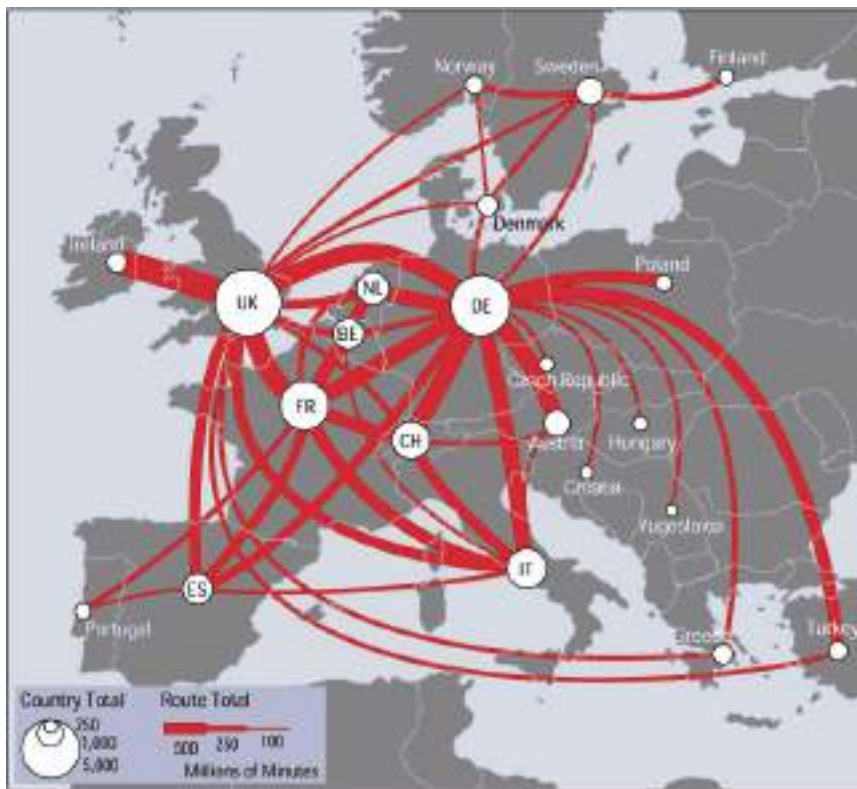 Norway
Sweden
Finland
Denmark
Ireland
UK
NL
DE
Poland
BE
Czech Republic
FR
CH
Austria
Hungary
Croatia
Yugoslavia
IT
ES
Portugal
Greece
Turkey
Country Total
250
1,000
5,000
Route Total
500 250 100
Millions of Minutes